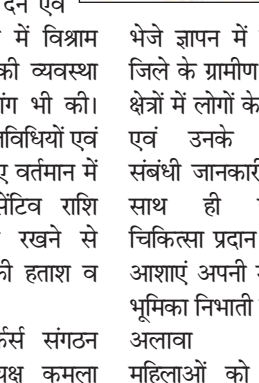 दन एव
में विश्राम
की व्यवस्था
ांग भी की।
विधियों एवं
वर्तमान में
सेंटिव राशि
रखने से
की हताश व
र्कर्स संगठन
यक्ष कमला
भेजे ज्ञापन में
जिले के ग्रामीण
क्षेत्रों में लोगों के
एवं उनके
संबंधी जानकारी
साथ ही
चिकित्सा प्रदान
आशाएं अपनी
भूमिका निभाती
अलावा
महिलाओं को